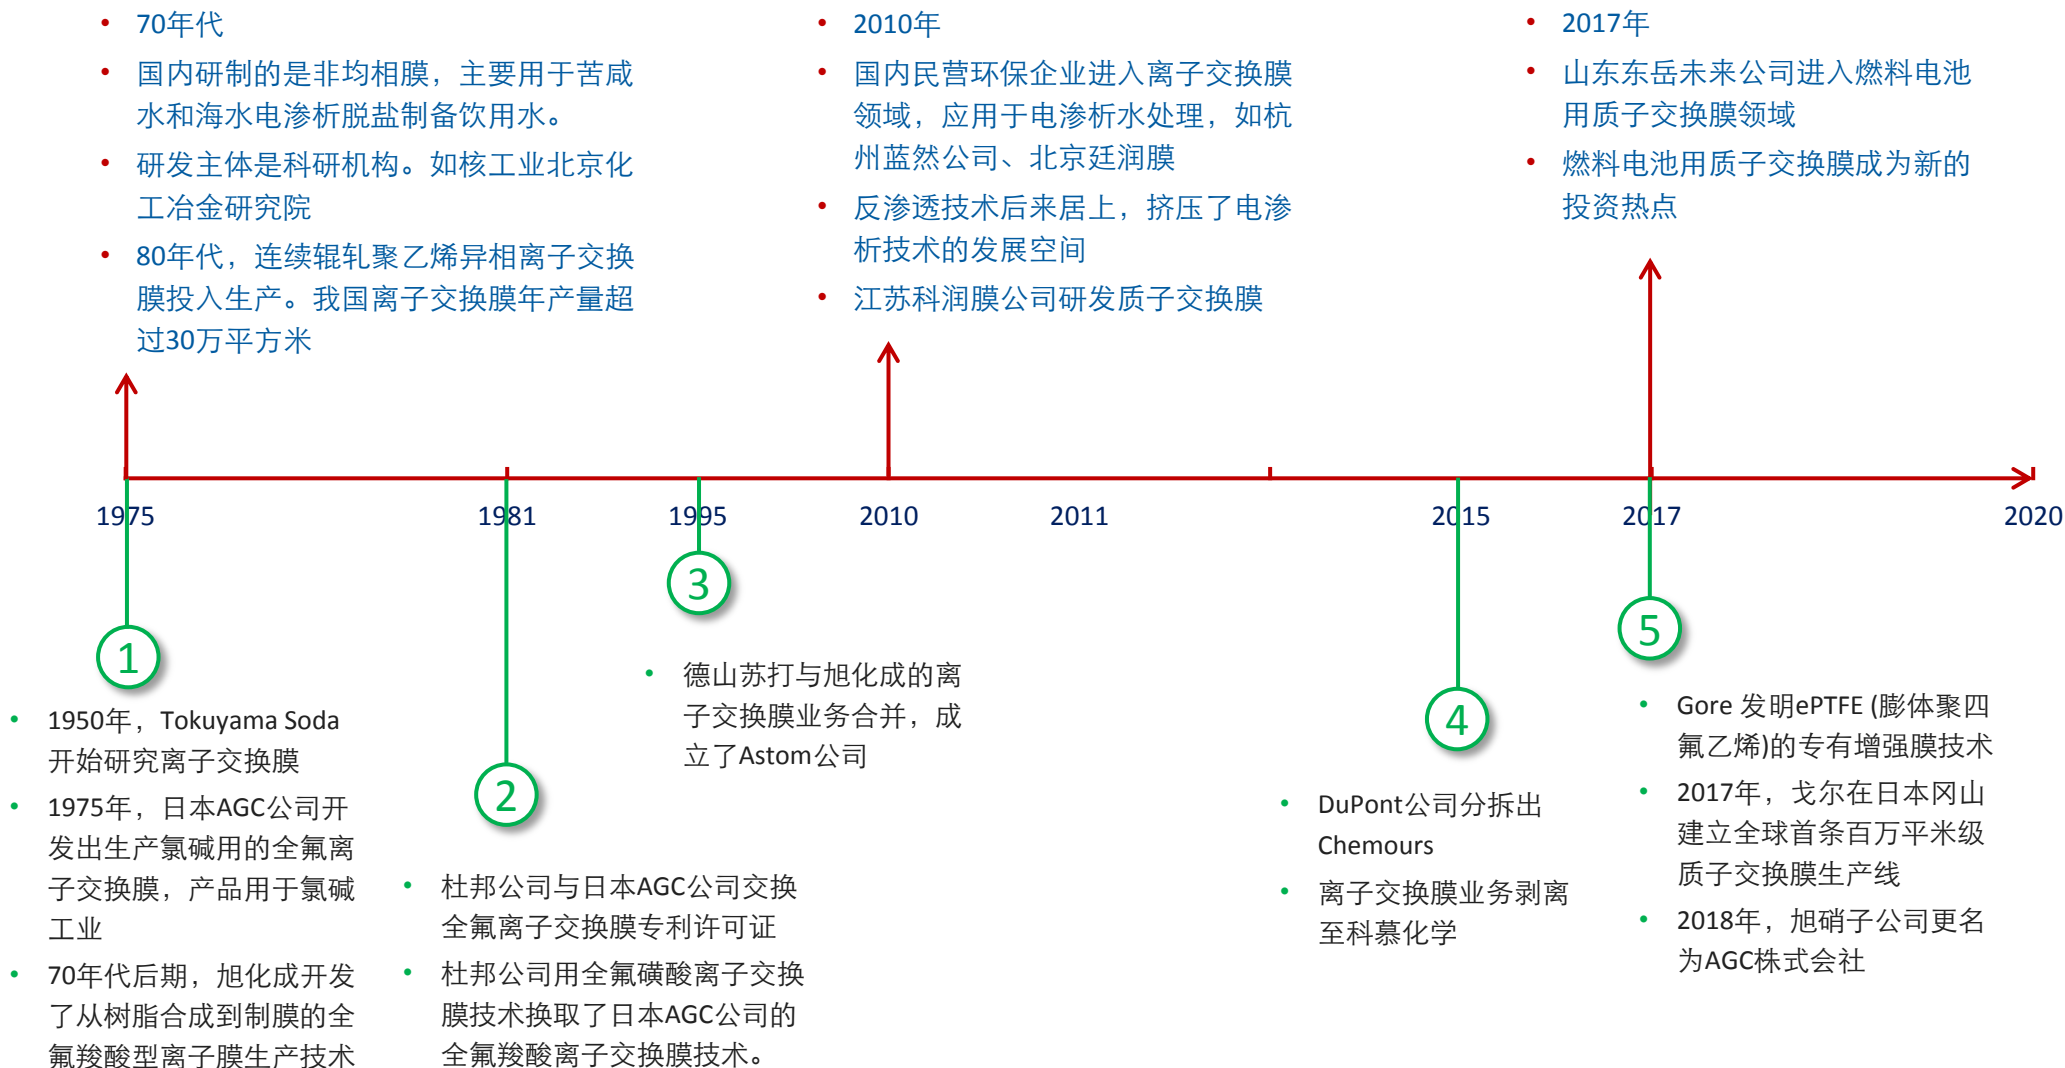 70年代
国内研制的是非均相膜，主要用于苦咸
水和海水电渗析脱盐制备饮用水。
研发主体是科研机构。如核工业北京化
工冶金研究院
80年代，连续辊轧聚乙烯异相离子交换
膜投入生产。我国离子交换膜年产量超
过30万平方米
2010年
国内民营环保企业进入离子交换膜
领域，应用于电渗析水处理，如杭
州蓝然公司、北京廷润膜
反渗透技术后来居上，挤压了电渗
析技术的发展空间
江苏科润膜公司研发质子交换膜
2017年
山东东岳未来公司进入燃料电池
用质子交换膜领域
燃料电池用质子交换膜成为新的
投资热点
1975
1981
1995
2010
2011
2015
2017
2020
1
1950年，Tokuyama Soda
开始研究离子交换膜
1975年，日本AGC公司开
发出生产氯碱用的全氟离
子交换膜，产品用于氯碱
工业
70年代后期，旭化成开发
了从树脂合成到制膜的全
氟羧酸型离子膜生产技术
2
杜邦公司与日本AGC公司交换
全氟离子交换膜专利许可证
杜邦公司用全氟磺酸离子交换
膜技术换取了日本AGC公司的
全氟羧酸离子交换膜技术。
3
德山苏打与旭化成的离
子交换膜业务合并，成
立了Astom公司
4
DuPont公司分拆出
Chemours
离子交换膜业务剥离
至科慕化学
5
Gore 发明ePTFE (膨体聚四
氟乙烯)的专有增强膜技术
2017年，戈尔在日本冈山
建立全球首条百万平米级
质子交换膜生产线
2018年，旭硝子公司更名
为AGC株式会社